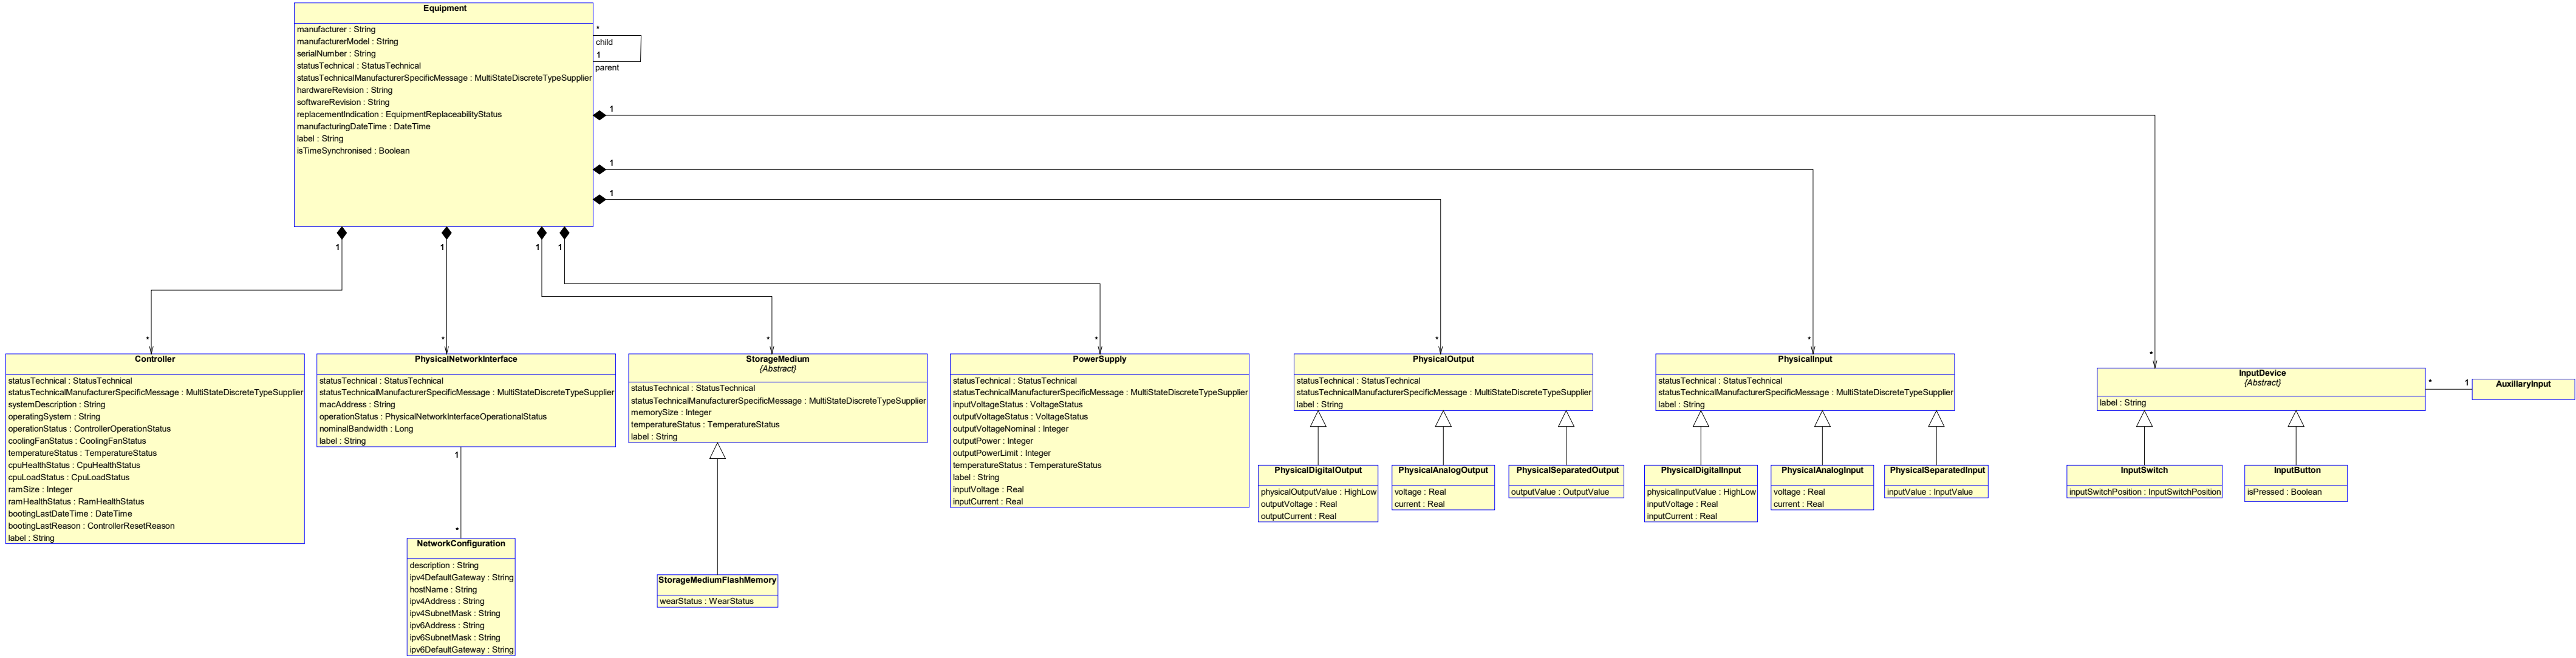 Equipment
manufacturer : String
manufacturerModel : String
serialNumber : String
statusTechnical : StatusTechnical
statusTechnicalManufacturerSpecificMessage : MultiStateDiscreteTypeSupplier
hardwareRevision : String
softwareRevision : String
replacementIndication : EquipmentReplaceabilityStatus
manufacturingDateTime : DateTime
label : String
isTimeSynchronised : Boolean
*
child
1
parent
1
1
1
1
1
1
1
*
*
*
*
*
*
*
Controller
statusTechnical : StatusTechnical
statusTechnicalManufacturerSpecificMessage : MultiStateDiscreteTypeSupplier
systemDescription : String
operatingSystem : String
operationStatus : ControllerOperationStatus
coolingFanStatus : CoolingFanStatus
temperatureStatus : TemperatureStatus
cpuHealthStatus : CpuHealthStatus
cpuLoadStatus : CpuLoadStatus
ramSize : Integer
ramHealthStatus : RamHealthStatus
bootingLastDateTime : DateTime
bootingLastReason : ControllerResetReason
label : String
PhysicalNetworkInterface
statusTechnical : StatusTechnical
statusTechnicalManufacturerSpecificMessage : MultiStateDiscreteTypeSupplier
macAddress : String
operationStatus : PhysicalNetworkInterfaceOperationalStatus
nominalBandwidth : Long
label : String
1
*
NetworkConfiguration
description : String
ipv4DefaultGateway : String
hostName : String
ipv4Address : String
ipv4SubnetMask : String
ipv6Address : String
ipv6SubnetMask : String
ipv6DefaultGateway : String
StorageMedium
{Abstract}
statusTechnical : StatusTechnical
statusTechnicalManufacturerSpecificMessage : MultiStateDiscreteTypeSupplier
memorySize : Integer
temperatureStatus : TemperatureStatus
label : String
StorageMediumFlashMemory
wearStatus : WearStatus
PowerSupply
statusTechnical : StatusTechnical
statusTechnicalManufacturerSpecificMessage : MultiStateDiscreteTypeSupplier
inputVoltageStatus : VoltageStatus
outputVoltageStatus : VoltageStatus
outputVoltageNominal : Integer
outputPower : Integer
outputPowerLimit : Integer
temperatureStatus : TemperatureStatus
label : String
inputVoltage : Real
inputCurrent : Real
PhysicalOutput
statusTechnical : StatusTechnical
statusTechnicalManufacturerSpecificMessage : MultiStateDiscreteTypeSupplier
label : String
PhysicalDigitalOutput
physicalOutputValue : HighLow
outputVoltage : Real
outputCurrent : Real
PhysicalAnalogOutput
voltage : Real
current : Real
PhysicalSeparatedOutput
outputValue : OutputValue
PhysicalInput
statusTechnical : StatusTechnical
statusTechnicalManufacturerSpecificMessage : MultiStateDiscreteTypeSupplier
label : String
PhysicalDigitalInput
physicalInputValue : HighLow
inputVoltage : Real
inputCurrent : Real
PhysicalAnalogInput
voltage : Real
current : Real
PhysicalSeparatedInput
inputValue : InputValue
InputDevice
{Abstract}
label : String
*
1
AuxillaryInput
InputSwitch
inputSwitchPosition : InputSwitchPosition
InputButton
isPressed : Boolean